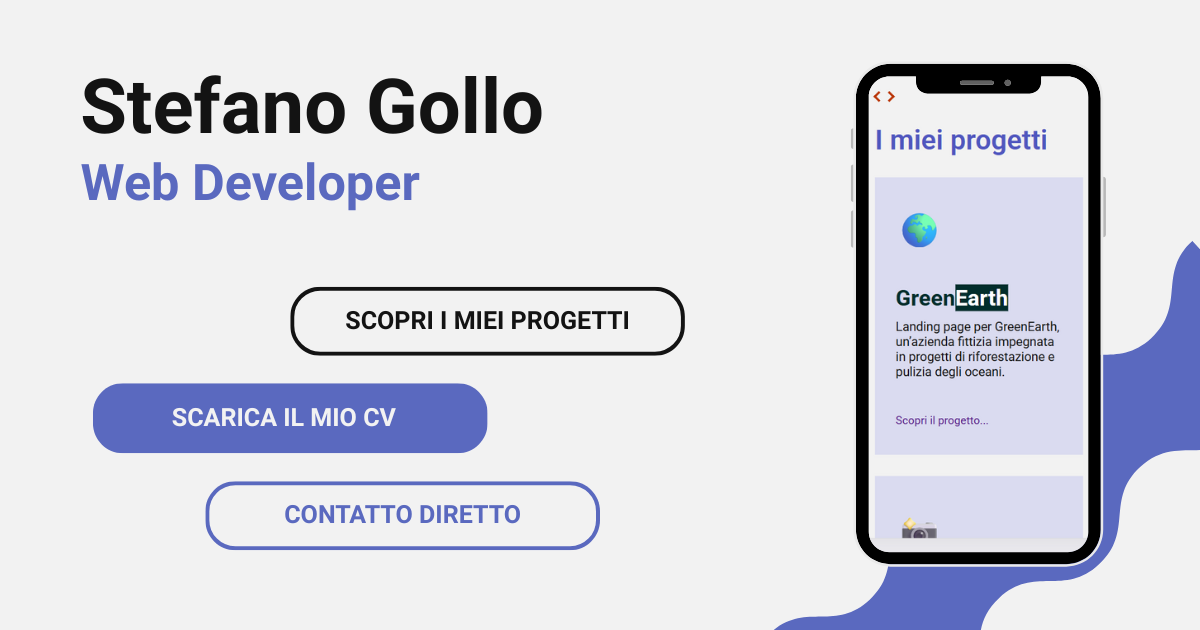 Stefano Gollo
Web Developer
SCOPRI I MIEI PROGETTI
SCARICA IL MIO CV
CONTATTO DIRETTO
< >
I miei progetti
GreenEarth
Landing page per GreenEarth,
un'azienda fittizia impegnata
in progetti di riforestazione e
pulizia degli oceani.
Scopri il progetto...